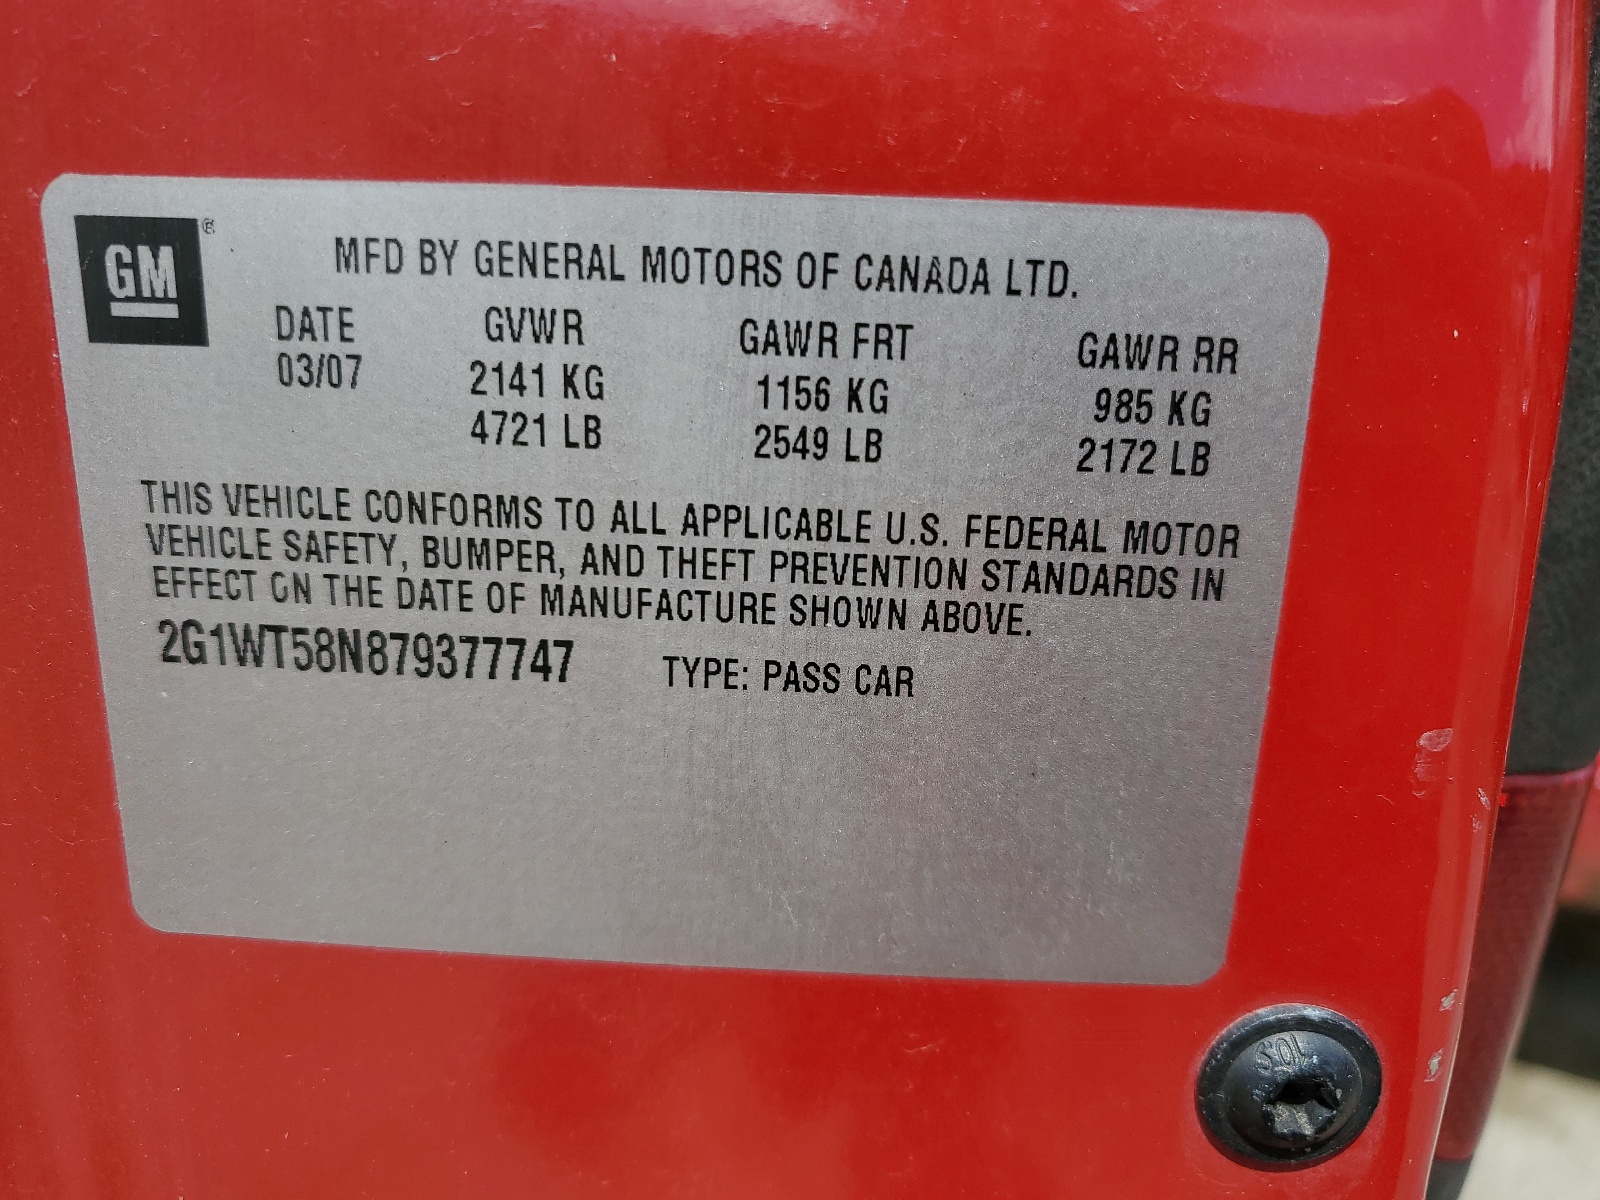 GM ®
MFD BY GENERAL MOTORS OF CANADA LTD.
DATE GVWR GAWR FRT GAWR RR
03/07 2141 KG 1156 KG 985 KG
4721 LB 2549 LB 2172 LB
THIS VEHICLE CONFORMS TO ALL APPLICABLE U.S. FEDERAL MOTOR
VEHICLE SAFETY, BUMPER, AND THEFT PREVENTION STANDARDS IN
EFFECT ON THE DATE OF MANUFACTURE SHOWN ABOVE.
2G1WT58N879377747 TYPE: PASS CAR